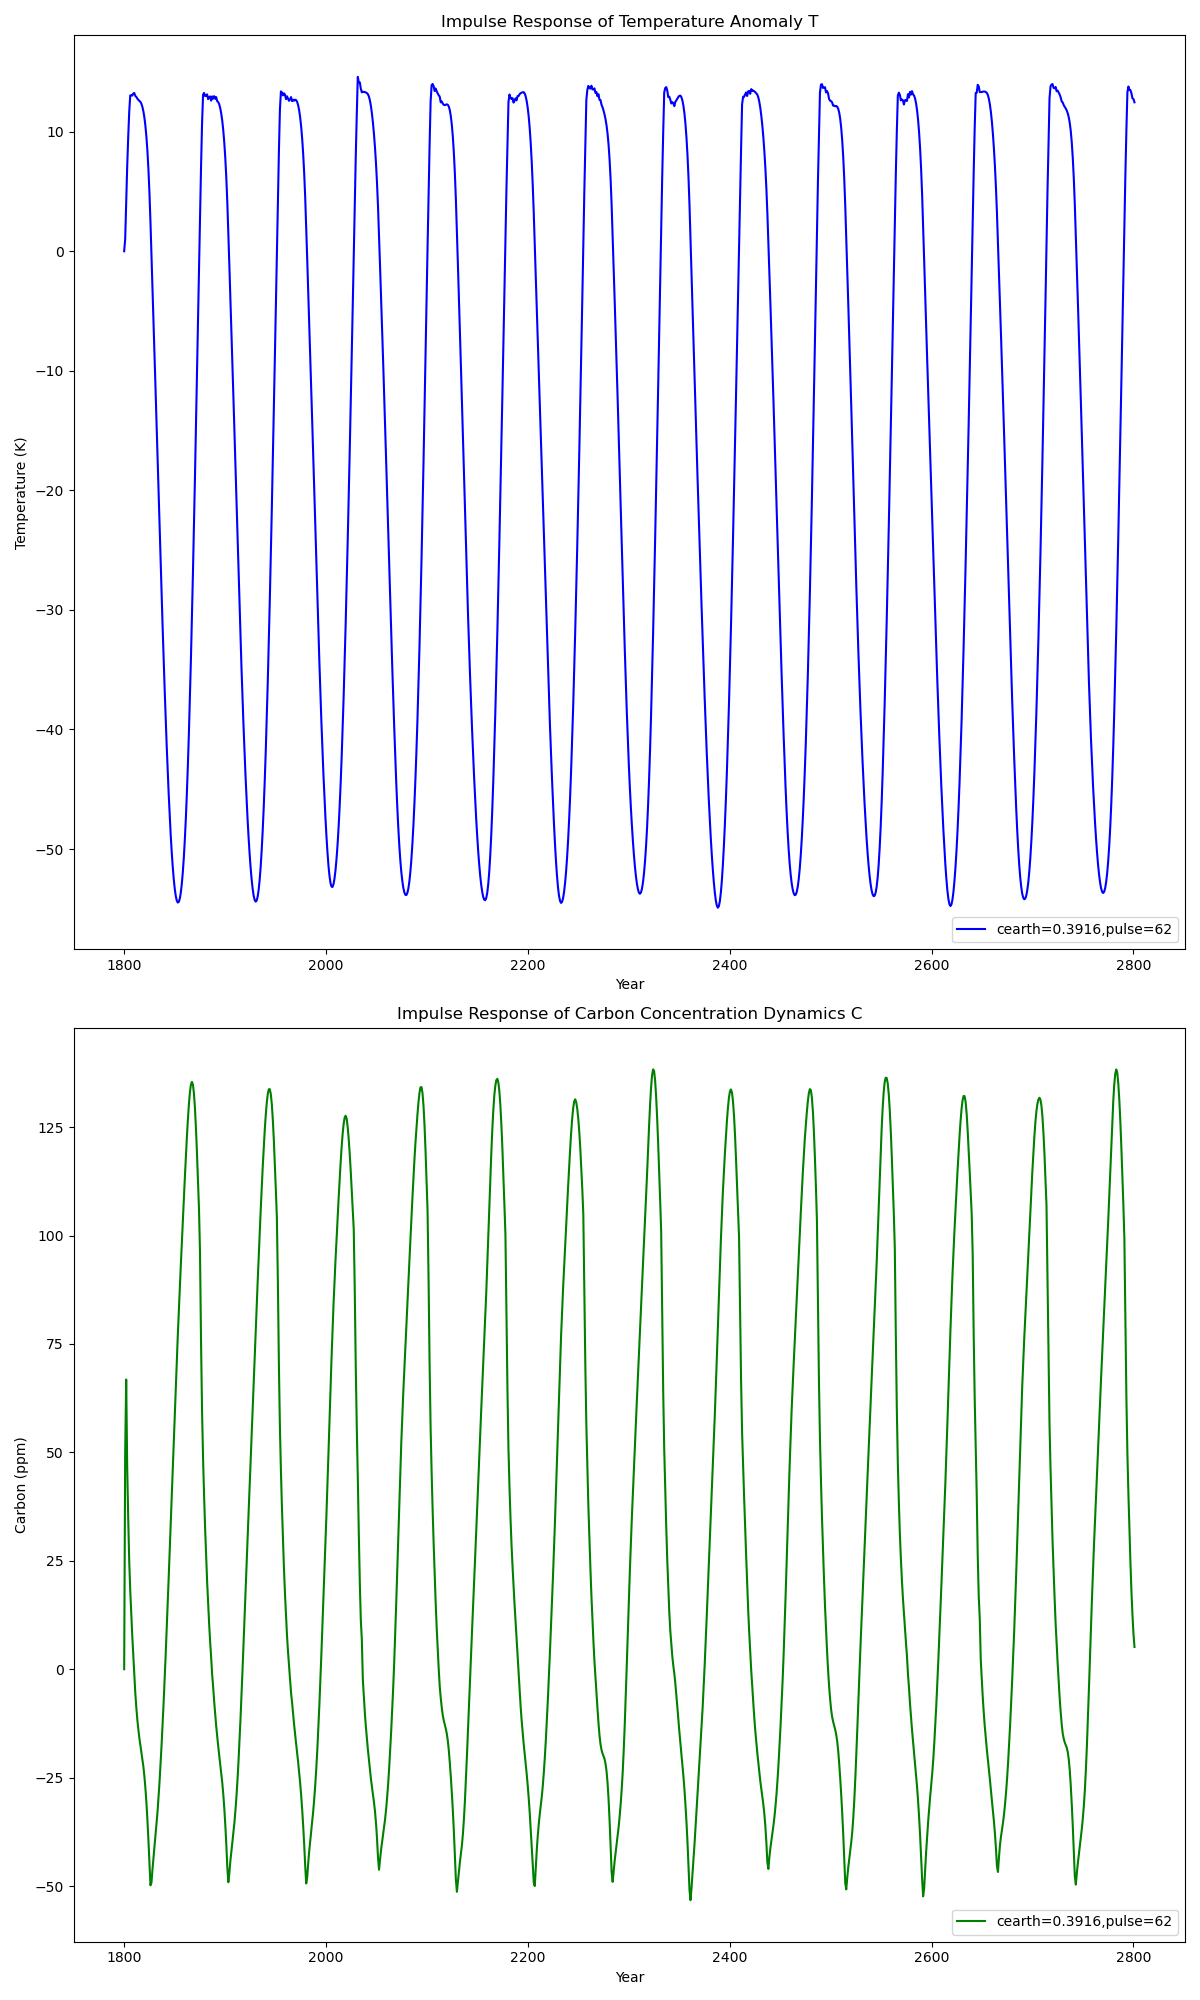 Impulse Response of Temperature Anomaly T
10
0
−10
−20
−30
−40
−50
Temperature (K)
cearth=0.3916,pulse=62
1800 2000 2200 2400 2600 2800
Year
Impulse Response of Carbon Concentration Dynamics C
125
100
75
50
25
0
−25
−50
Carbon (ppm)
cearth=0.3916,pulse=62
1800 2000 2200 2400 2600 2800
Year